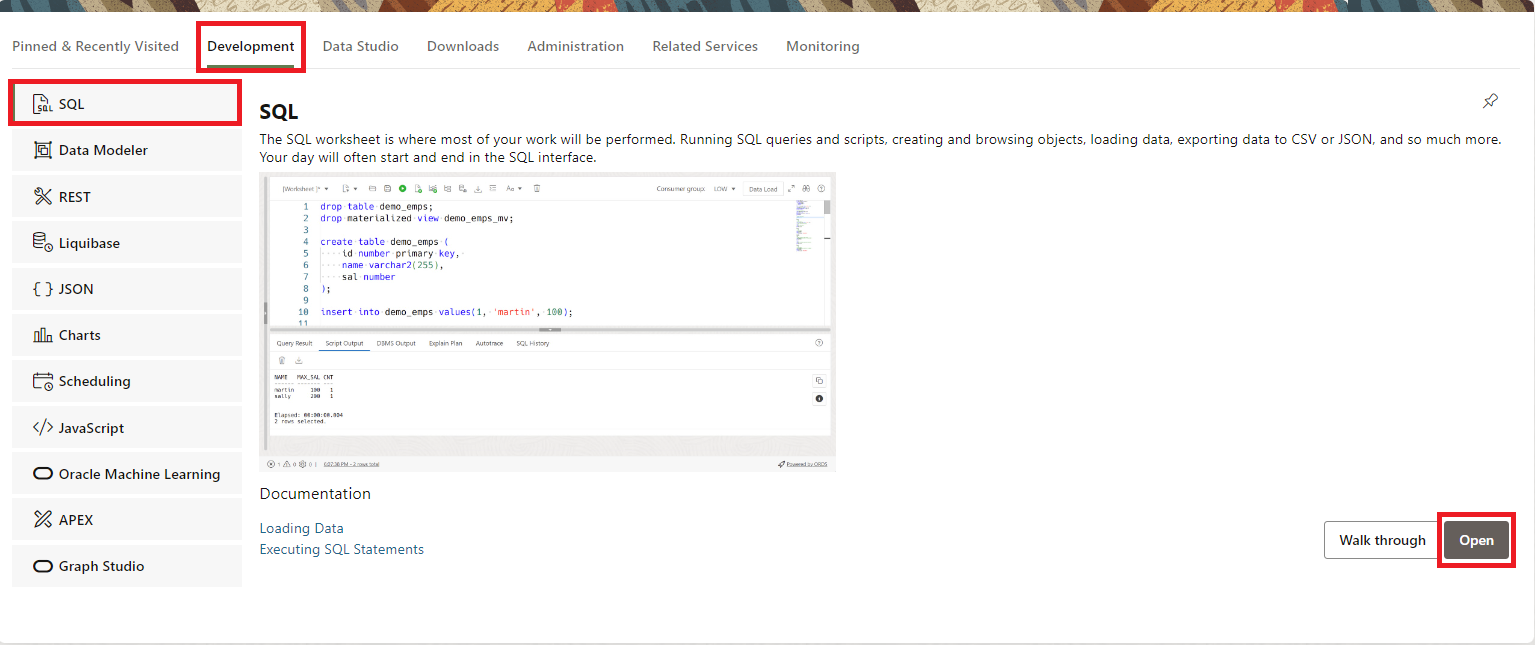 Pinned & Recently Visited Development Data Studio Downloads Administration Related Services Monitoring
SQL
Data Modeler
REST
Liquibase
JSON
Charts
Scheduling
JavaScript
Oracle Machine Learning
APEX
Graph Studio
SQL
The SQL worksheet is where most of your work will be performed. Running SQL queries and scripts, creating and browsing objects, loading data, exporting data to CSV or JSON, and so much more.
Your day will often start and end in the SQL interface.
[Worksheet]* Aa Consumer group: LOW Data Load
1 drop table demo_emps;
2 drop materialized view demo_emps_mv;
3
4 create table demo_emps (
5 id number primary key,
6 name varchar2(255),
7 sal number
8 );
9
10 insert into demo_emps values(1, 'martin', 100);
11
Query Result Script Output DBMS Output Explain Plan Autotrace SQL History
NAME MAX_SAL CNT
martin 100 1
sally 200 1
Elapsed: 00:00:00.004
2 rows selected.
6:07:38 PM - 2 rows total Powered by ORDS
Documentation
Loading Data
Executing SQL Statements
Walk through Open